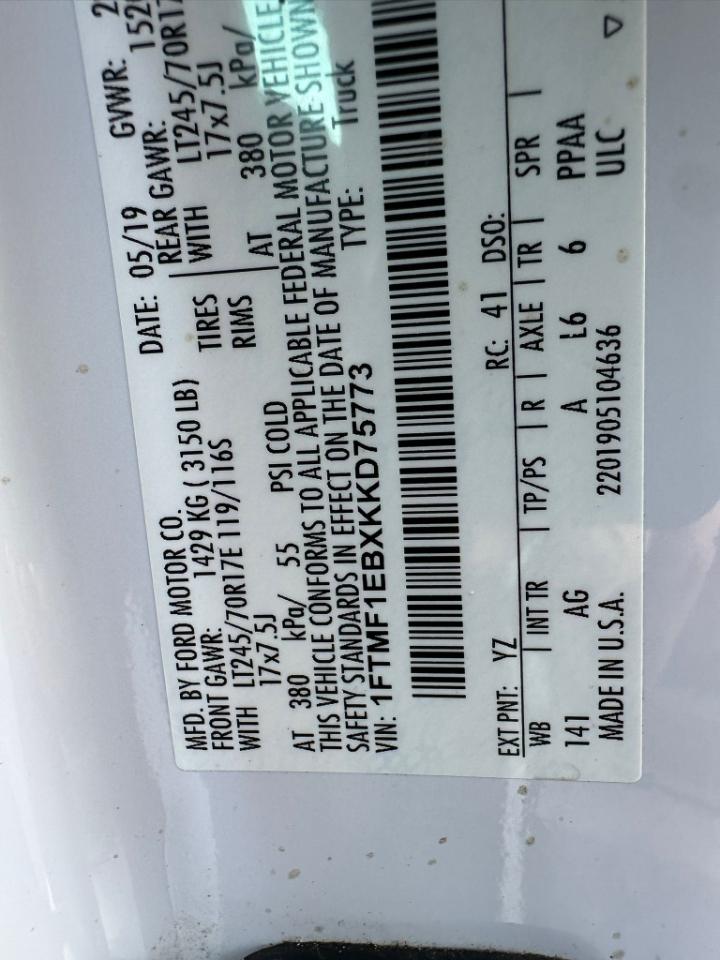 MFD. BY FORD MOTOR CO.
DATE: 05/19 GVWR: 2
FRONT GAWR: 1429 KG ( 3150 LB) REAR GAWR: 152
WITH LT245/70R17E 119/116S TIRES WITH LT245/70R17
17x7.5J RIMS 17x7.5J
AT 380 kPa/ 55 PSI COLD AT 380 kPa/
THIS VEHICLE CONFORMS TO ALL APPLICABLE FEDERAL MOTOR VEHICLE
SAFETY STANDARDS IN EFFECT ON THE DATE OF MANUFACTURE SHOWN
VIN: 1FTMF1EBXKKD75773 TYPE: Truck
EXT PNT: YZ RC: 41 DSO:
WB | INT TR | TP/PS | R | AXLE | TR | SPR |
141 AG A L6 6 PPAA
MADE IN U.S.A. 2201905104636 ULC